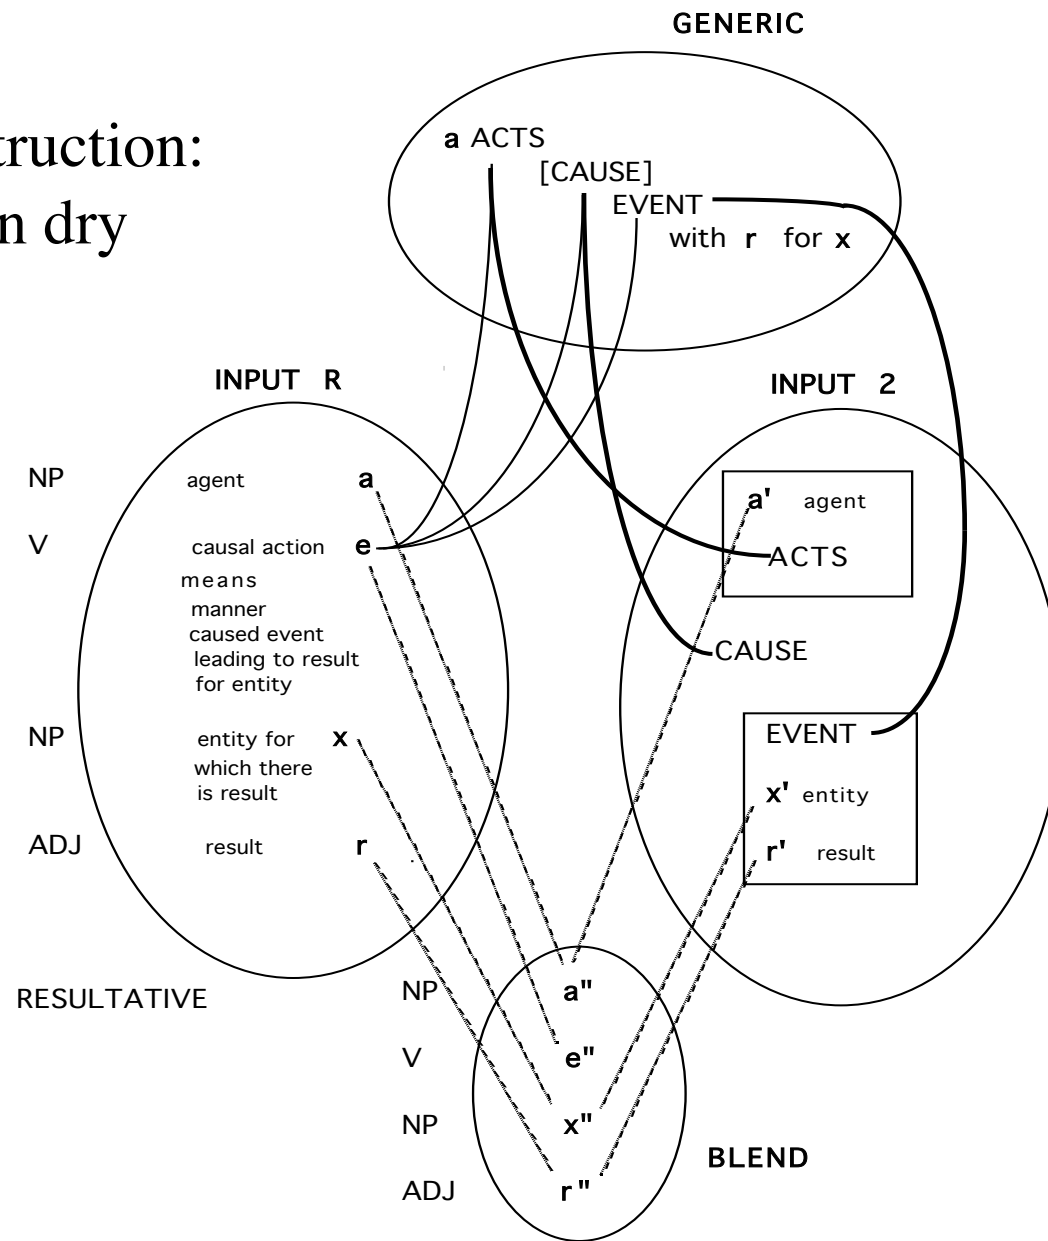 GENERIC
truction:
n dry
a ACTS
[CAUSE]
EVENT
with r for x
INPUT R
INPUT 2
NP agent a
V causal action e
means
manner
caused event
leading to result
for entity
NP entity for x
which there
is result
ADJ result r
a' agent
ACTS
CAUSE
EVENT
x' entity
r' result
RESULTATIVE
NP a"
V e"
NP x"
ADJ r"
BLEND